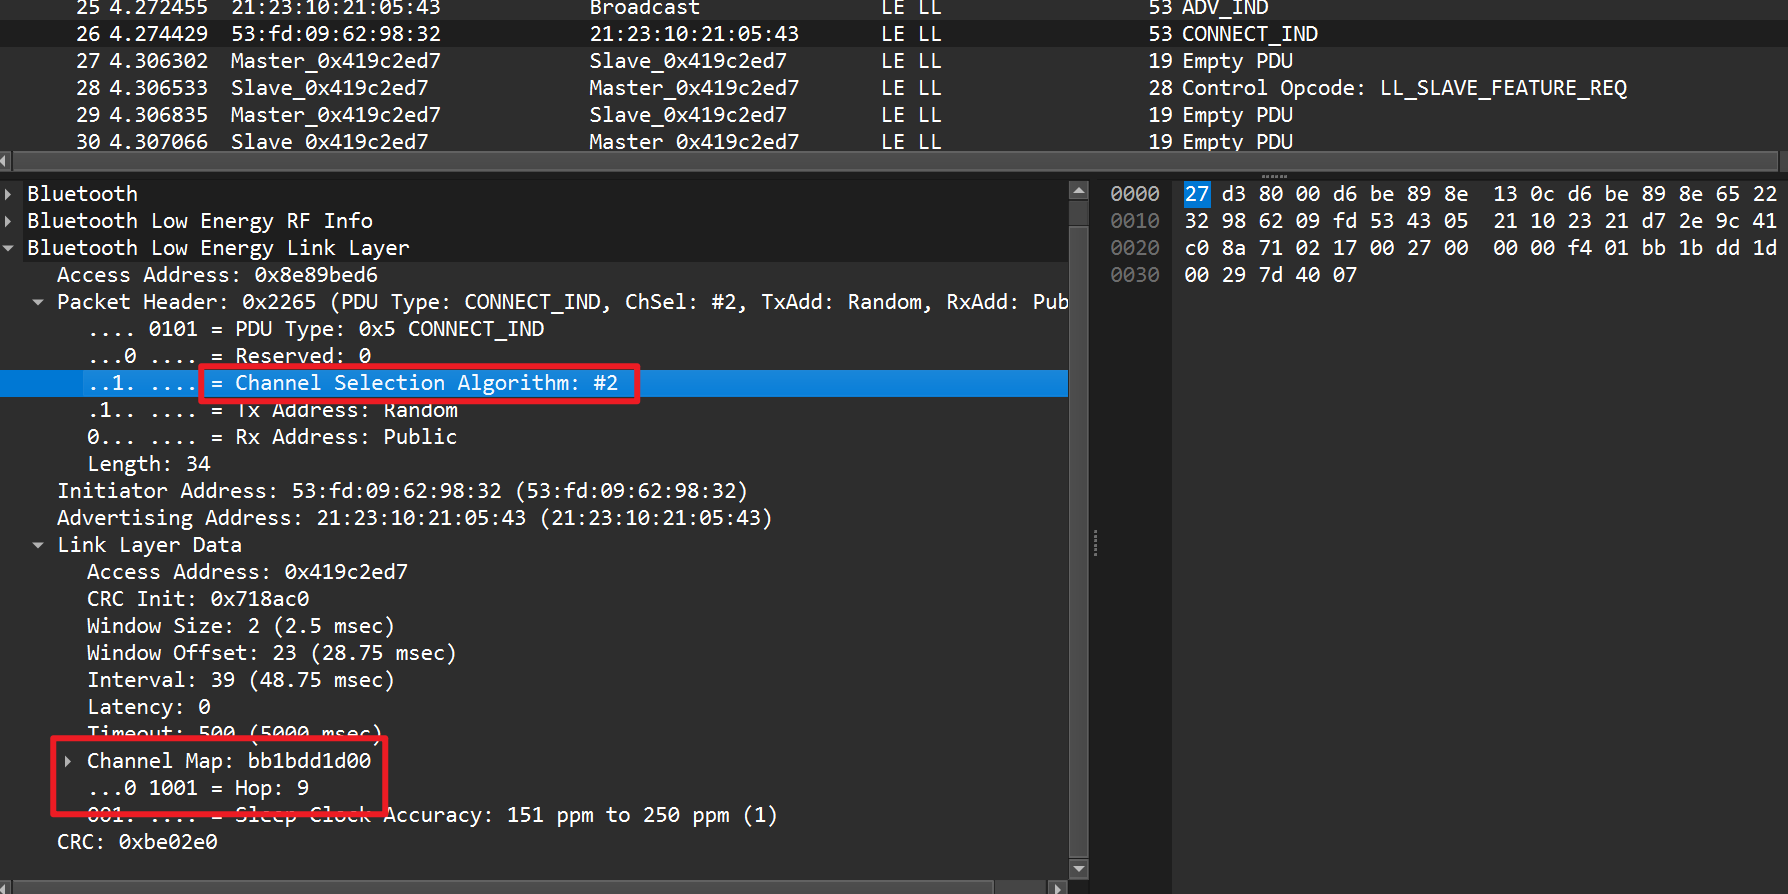 25 4.272455 21:23:10:21:05:43 Broadcast LE LL 53 ADV_IND
26 4.274429 53:fd:09:62:98:32 21:23:10:21:05:43 LE LL 53 CONNECT_IND
27 4.306302 Master_0x419c2ed7 Slave_0x419c2ed7 LE LL 19 Empty PDU
28 4.306533 Slave_0x419c2ed7 Master_0x419c2ed7 LE LL 28 Control Opcode: LL_SLAVE_FEATURE_REQ
29 4.306835 Master_0x419c2ed7 Slave_0x419c2ed7 LE LL 19 Empty PDU
30 4.307066 Slave_0x419c2ed7 Master_0x419c2ed7 LE LL 19 Empty PDU
Bluetooth
Bluetooth Low Energy RF Info
Bluetooth Low Energy Link Layer
Access Address: 0x8e89bed6
Packet Header: 0x2265 (PDU Type: CONNECT_IND, ChSel: #2, TxAdd: Random, RxAdd: Pub
.... 0101 = PDU Type: 0x5 CONNECT_IND
...0 .... = Reserved: 0
..1. .... = Channel Selection Algorithm: #2
.1.. .... = Tx Address: Random
0... .... = Rx Address: Public
Length: 34
Initiator Address: 53:fd:09:62:98:32 (53:fd:09:62:98:32)
Advertising Address: 21:23:10:21:05:43 (21:23:10:21:05:43)
Link Layer Data
Access Address: 0x419c2ed7
CRC Init: 0x718ac0
Window Size: 2 (2.5 msec)
Window Offset: 23 (28.75 msec)
Interval: 39 (48.75 msec)
Latency: 0
Timeout: 500 (5000 msec)
Channel Map: bb1bdd1d00
...0 1001 = Hop: 9
001. .... = Sleep Clock Accuracy: 151 ppm to 250 ppm (1)
CRC: 0xbe02e0
0000 27 d3 80 00 d6 be 89 8e 13 0c d6 be 89 8e 65 22
0010 32 98 62 09 fd 53 43 05 21 10 23 21 d7 2e 9c 41
0020 c0 8a 71 02 17 00 27 00 00 00 f4 01 bb 1b dd 1d
0030 00 29 7d 40 07